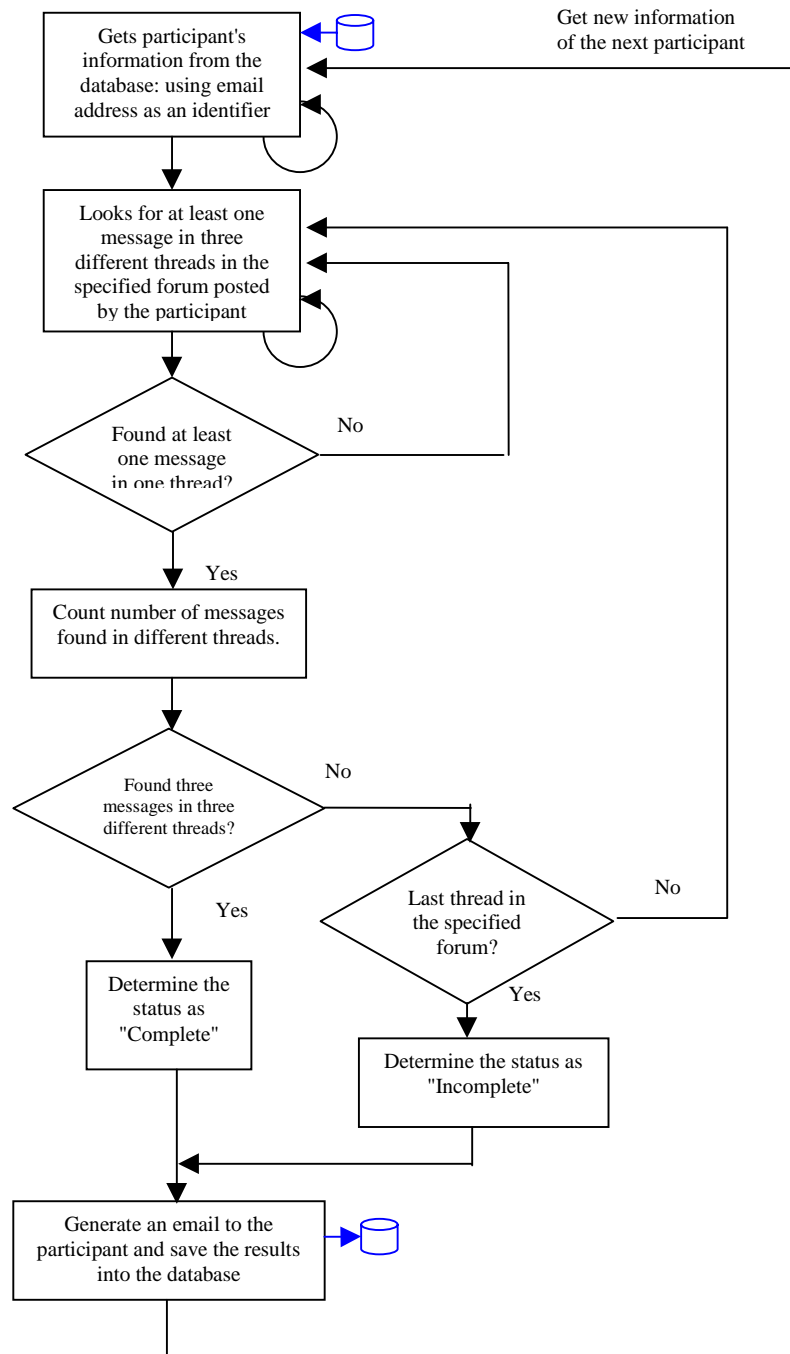 Get new information
of the next participant
Gets participant's
information from the
database: using email
address as an identifier
Looks for at least one
message in three
different threads in the
specified forum posted
by the participant
Found at least
one message
in one thread?
No
Yes
Count number of messages
found in different threads.
Found three
messages in three
different threads?
No
Yes
Last thread in
the specified
forum?
No
Yes
Determine the
status as
"Complete"
Determine the status as
"Incomplete"
Generate an email to the
participant and save the results
into the database